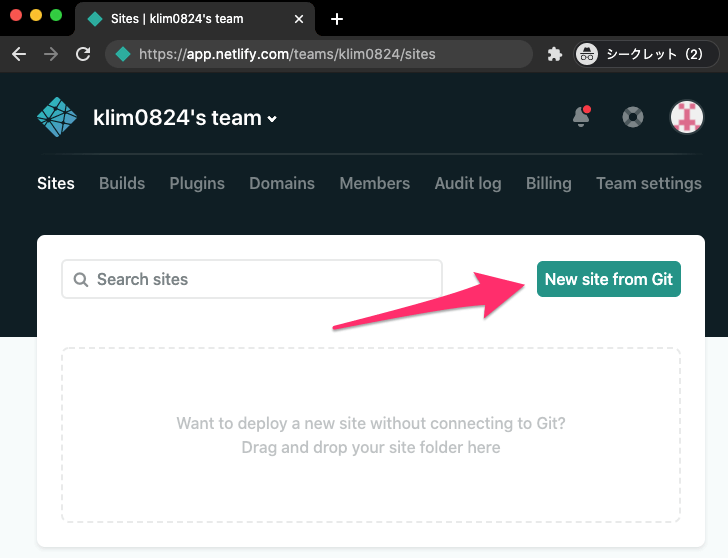 Sites | klim0824's team
https://app.netlify.com/teams/klim0824/sites
シークレット (2)
klim0824's team
Sites Builds Plugins Domains Members Audit log Billing Team settings
Search sites
New site from Git
Want to deploy a new site without connecting to Git?
Drag and drop your site folder here